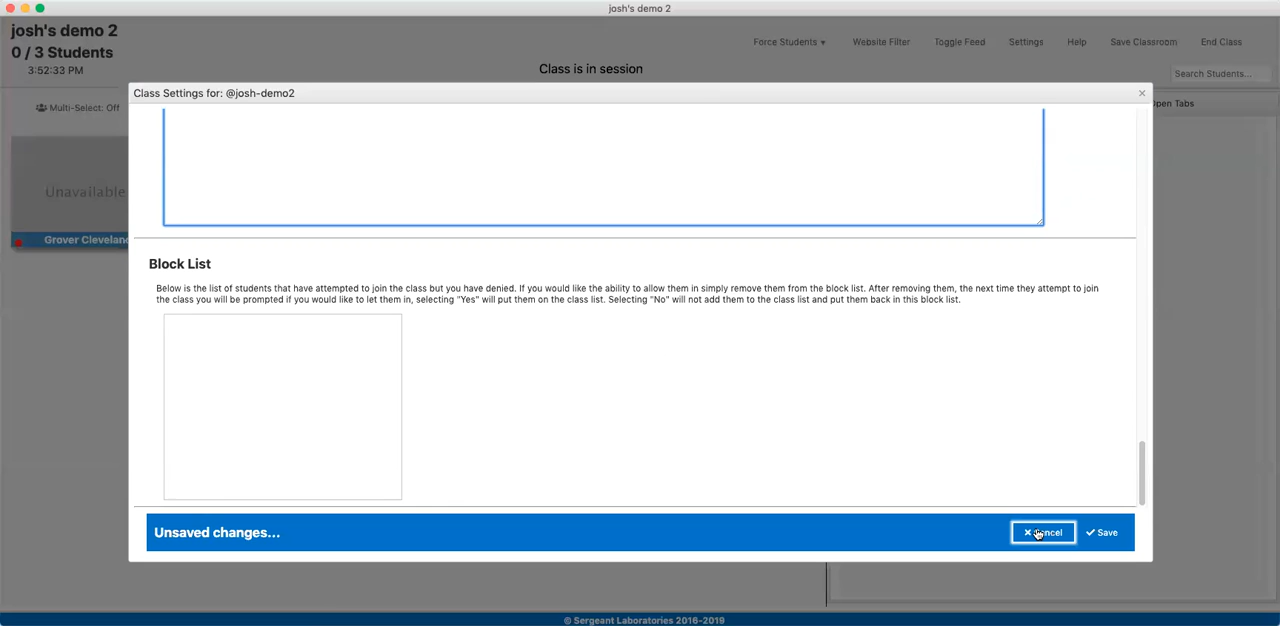 josh's demo 2
josh's demo 2
0 / 3 Students
3:52:33 PM
Force Students ▾ Website Filter Toggle Feed Settings Help Save Classroom End Class
Class is in session
Search Students...
Class Settings for: @josh-demo2 ×
Multi-Select: Off
Open Tabs
Unavailable
Grover Cleveland
Block List
Below is the list of students that have attempted to join the class but you have denied. If you would like the ability to allow them in simply remove them from the block list. After removing them, the next time they attempt to join
the class you will be prompted if you would like to let them in, selecting "Yes" will put them on the class list. Selecting "No" will not add them to the class list and put them back in this block list.
Unsaved changes...
Cancel
Save
© Sergeant Laboratories 2016-2019